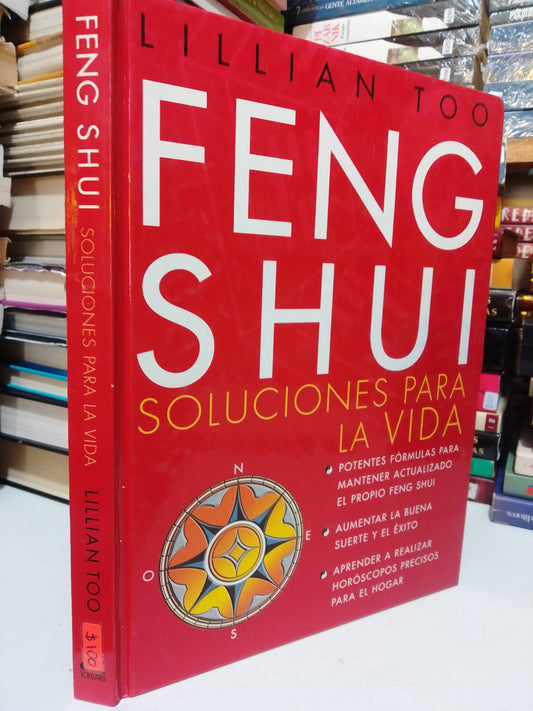 LILLIAN TOO
FENG
SHUI
SOLUCIONES PARA
LA VIDA
POTENTES FÓRMULAS PARA
MANTENER ACTUALIZADO
EL PROPIO FENG SHUI
AUMENTAR LA BUENA
SUERTE Y EL ÉXITO
APRENDER A REALIZAR
HORÓSCOPOS PRECISOS
PARA EL HOGAR
N
E
S
O
FENG SHUI SOLUCIONES PARA LA VIDA LILLIAN TOO
$100
VERGARA